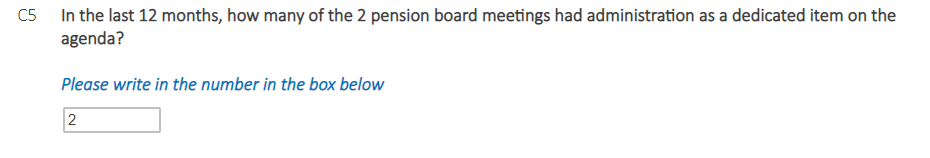 C5 In the last 12 months, how many of the 2 pension board meetings had administration as a dedicated item on the
agenda?
Please write in the number in the box below
2